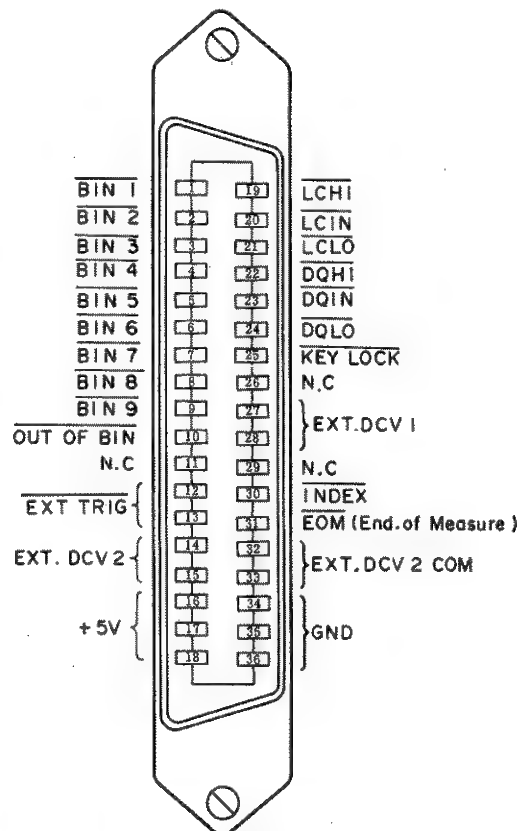 BIN 1 1 19 LCHI
BIN 2 2 20 LCIN
BIN 3 3 21 LCLO
BIN 4 4 22 DQHI
BIN 5 5 23 DQIN
BIN 6 6 24 DQLO
BIN 7 7 25 KEY LOCK
BIN 8 8 26 N.C
BIN 9 9 27
EXT.DCV 1
OUT OF BIN 10 28
N.C 11 29 N.C
12 30 INDEX
EXT TRIG
13 31 EOM (End.of Measure)
14 32
EXT. DCV 2 EXT.DCV 2 COM
15 33
16 34
+5V 17 35 GND
18 36